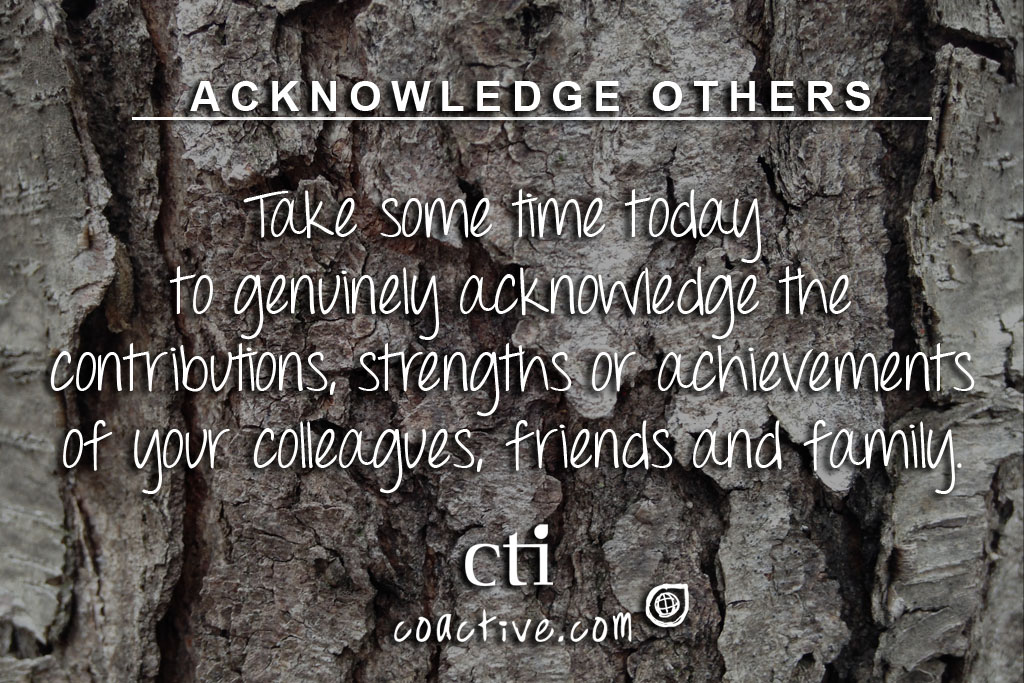 ACKNOWLEDGE OTHERS
Take some time today
to genuinely acknowledge the
contributions, strengths or achievements
of your colleagues, friends and family.
cti
coactive.com